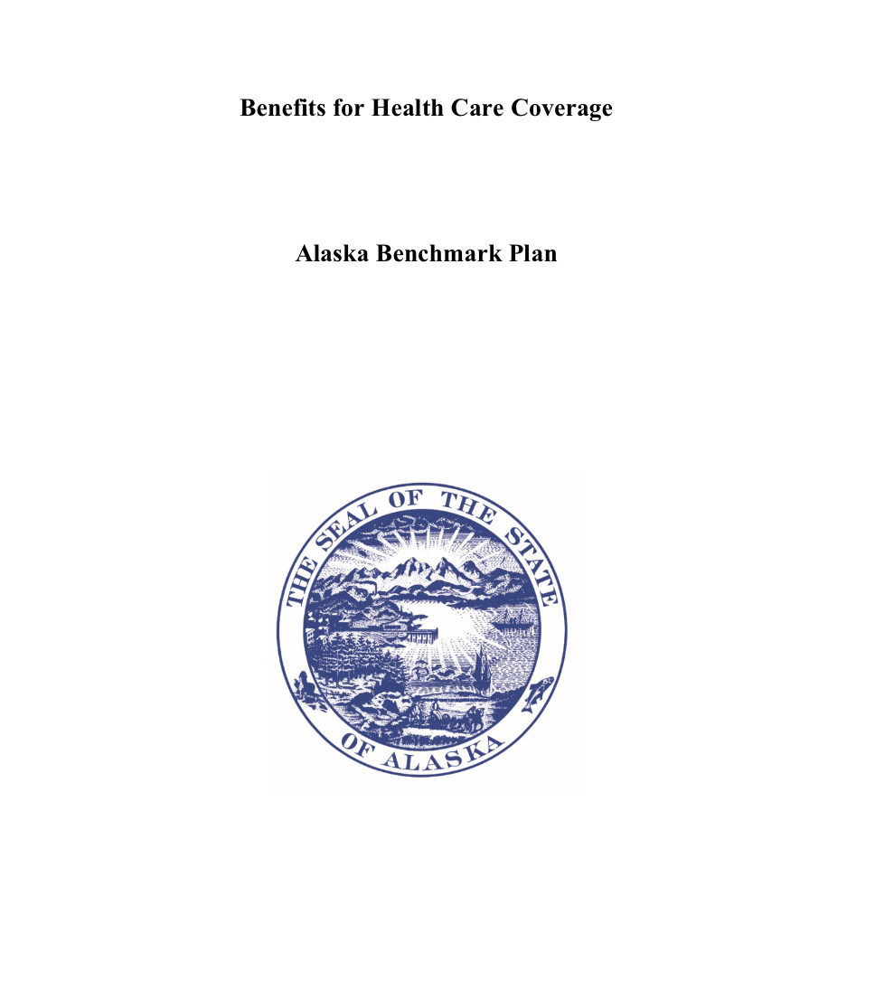 Benefits for Health Care Coverage
Alaska Benchmark Plan
THE SEAL OF THE STATE
OF ALASKA